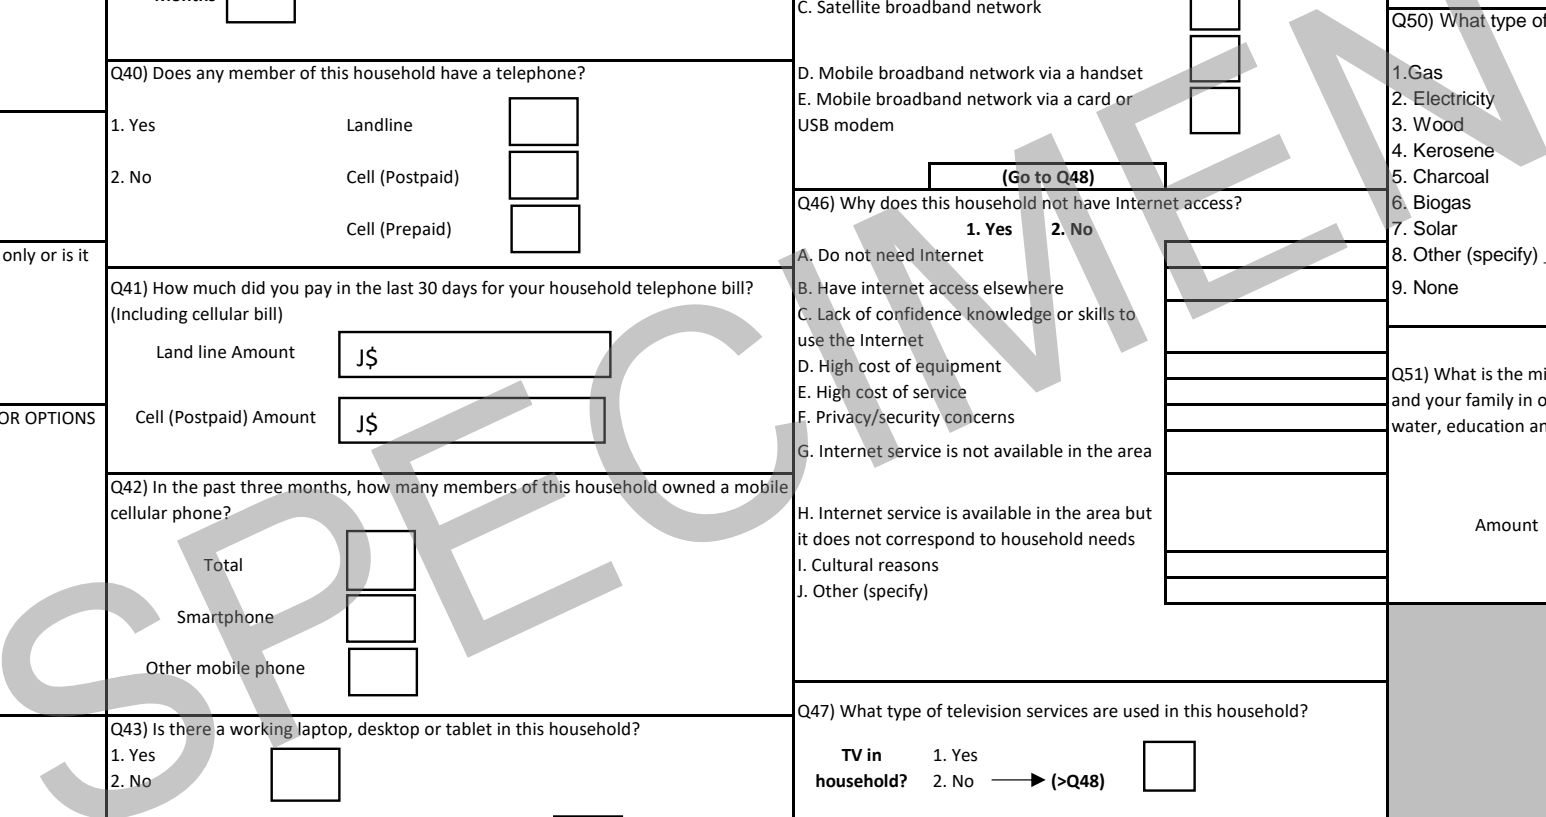 only or is it
OR OPTIONS
Q40) Does any member of this household have a telephone?
1. Yes Landline
2. No Cell (Postpaid)
Cell (Prepaid)
Q41) How much did you pay in the last 30 days for your household telephone bill?
(Including cellular bill)
Land line Amount J$
Cell (Postpaid) Amount J$
Q42) In the past three months, how many members of this household owned a mobile
cellular phone?
Total
Smartphone
Other mobile phone
Q43) Is there a working laptop, desktop or tablet in this household?
1. Yes
2. No
C. Satellite broadband network
D. Mobile broadband network via a handset
E. Mobile broadband network via a card or
USB modem
(Go to Q48)
Q46) Why does this household not have Internet access?
1. Yes 2. No
A. Do not need Internet
B. Have internet access elsewhere
C. Lack of confidence knowledge or skills to
use the Internet
D. High cost of equipment
E. High cost of service
F. Privacy/security concerns
G. Internet service is not available in the area
H. Internet service is available in the area but
it does not correspond to household needs
I. Cultural reasons
J. Other (specify)
Q47) What type of television services are used in this household?
TV in 1. Yes
household? 2. No (>Q48)
Q50) What type of
1.Gas
2. Electricity
3. Wood
4. Kerosene
5. Charcoal
6. Biogas
7. Solar
8. Other (specify) _
9. None
Q51) What is the mi
and your family in o
water, education an
Amount
SPECIMEN